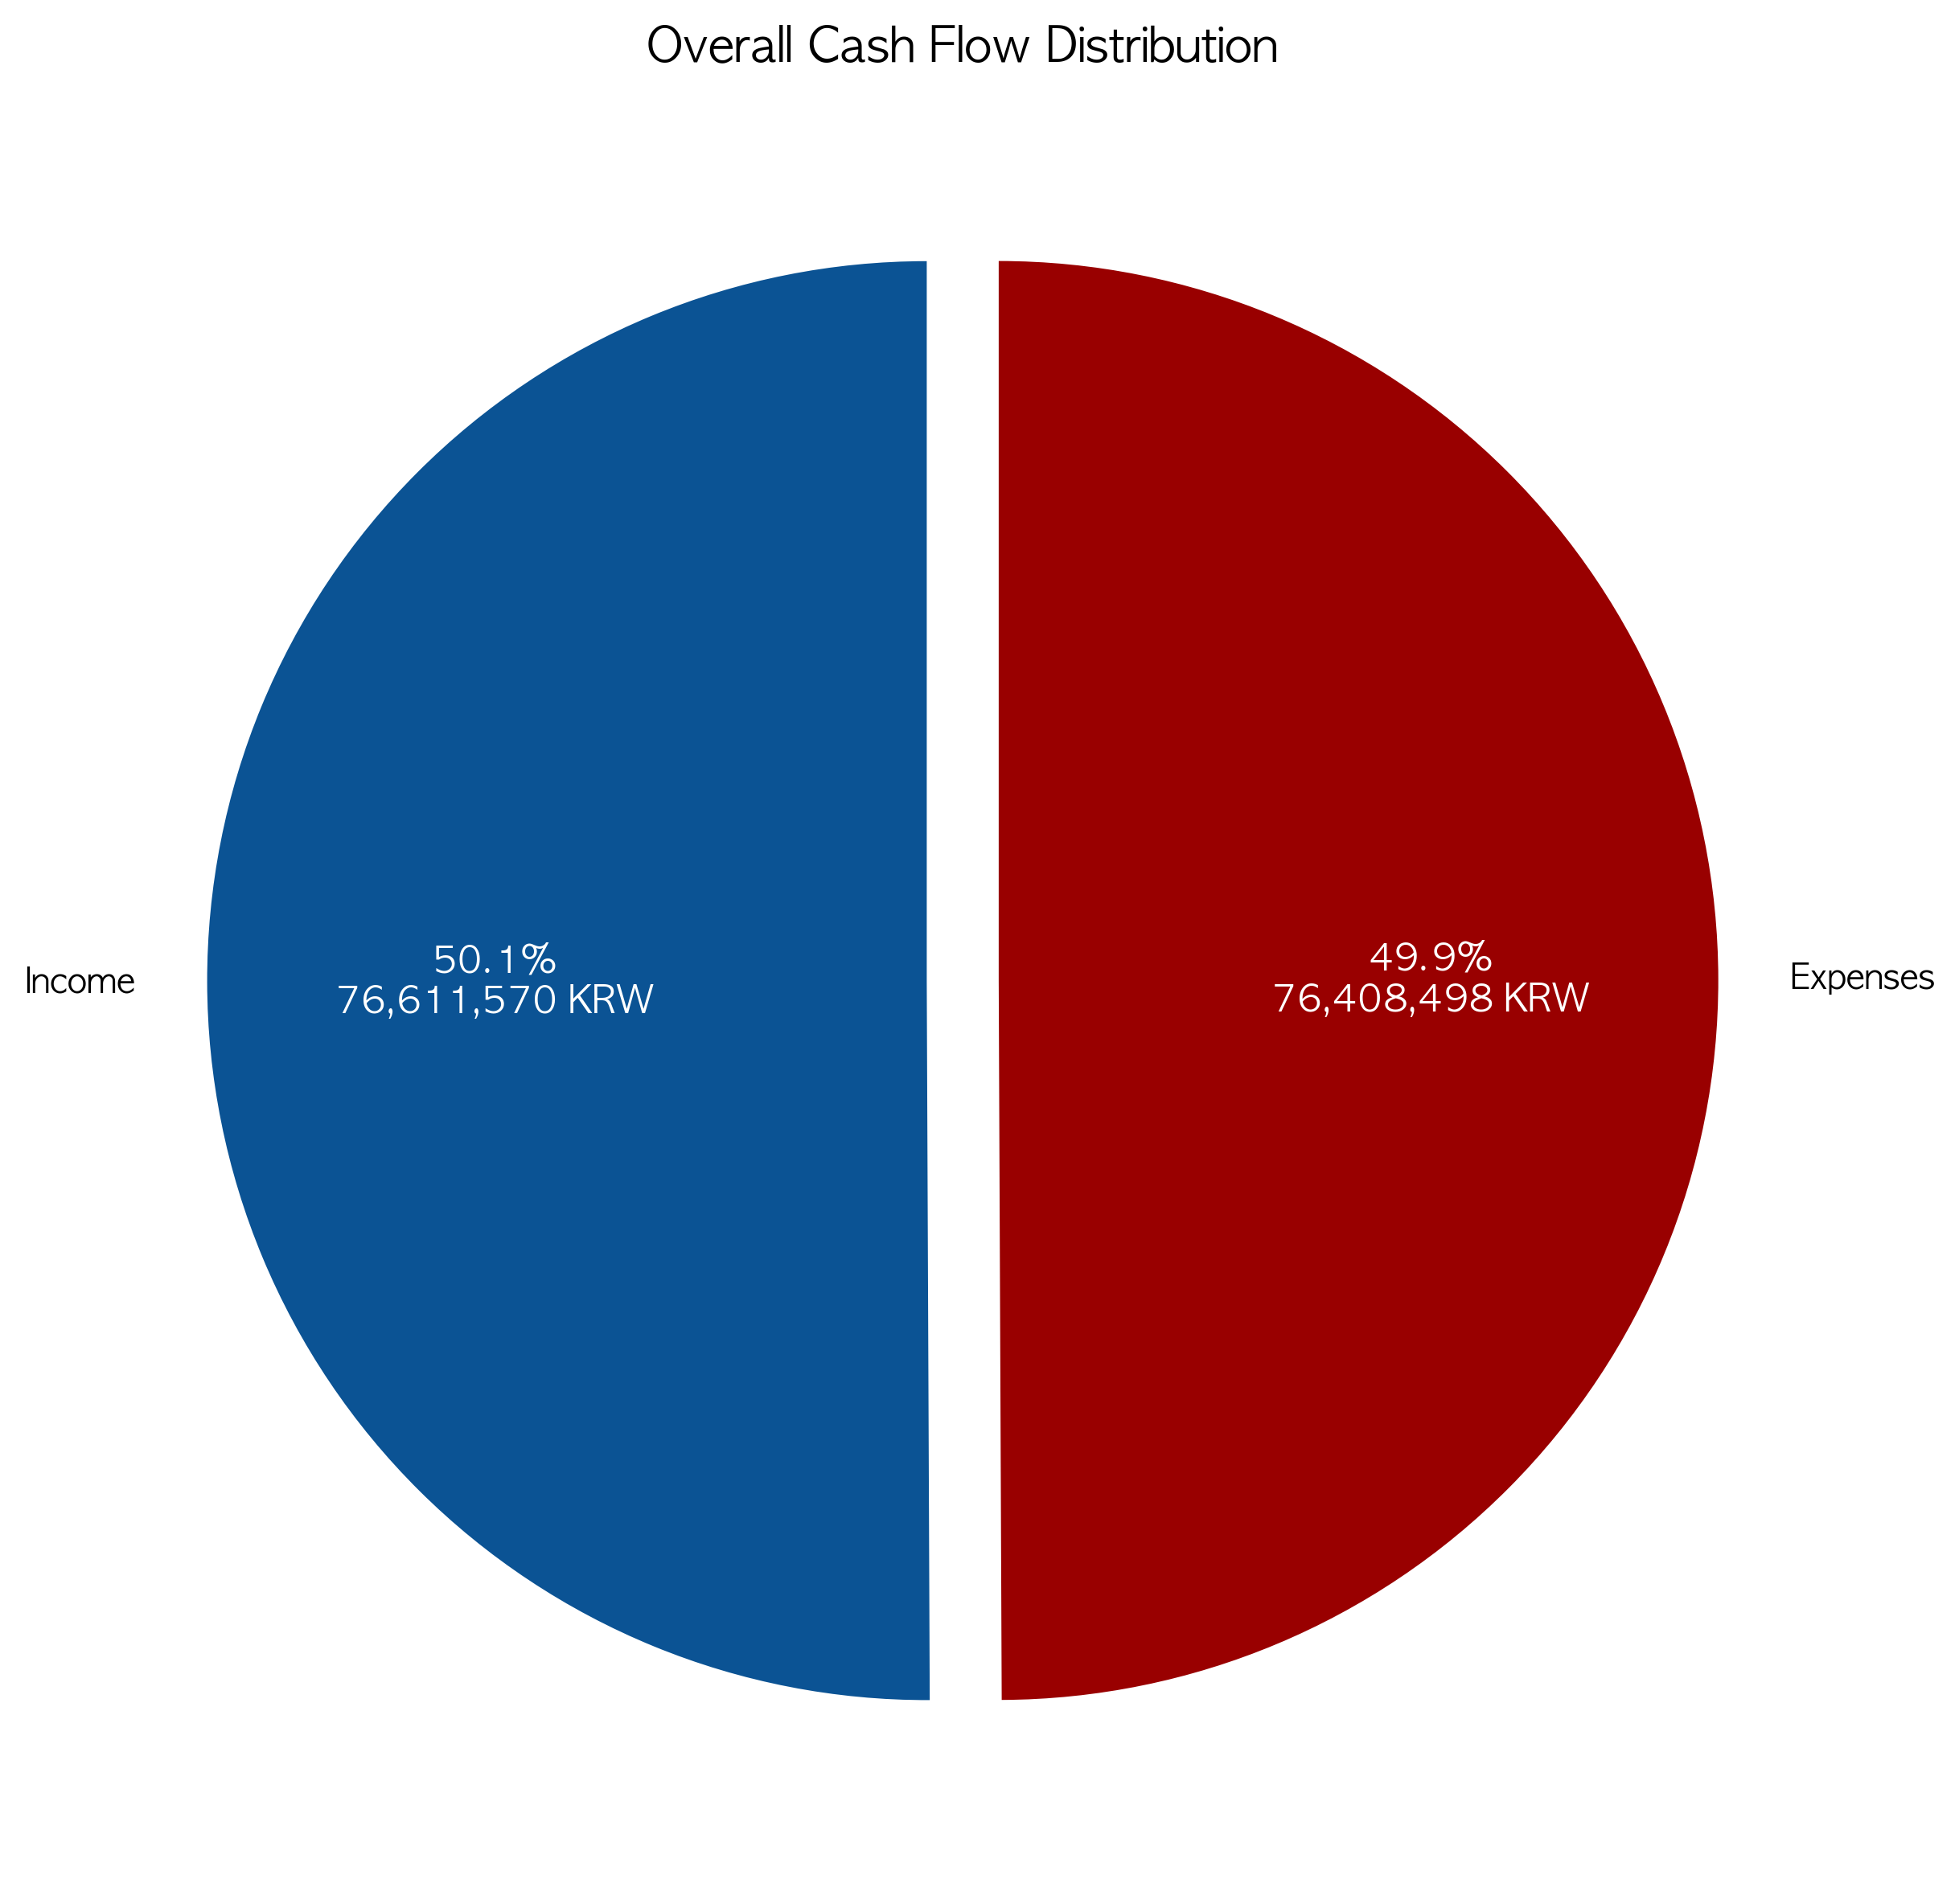 Overall Cash Flow Distribution
Income
50.1%
76,611,570 KRW
49.9%
76,408,498 KRW
Expenses